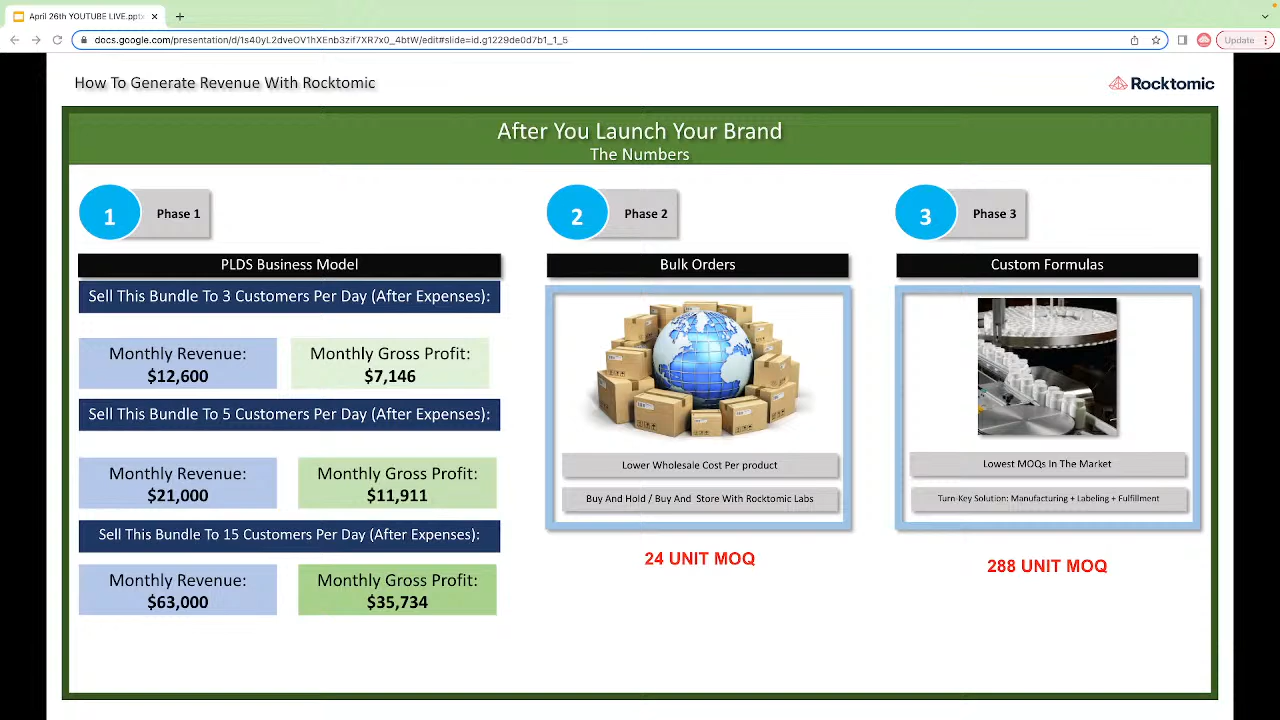 April 26th YOUTUBE LIVE.pptx
docs.google.com/presentation/d/1s40yL2dveOV1hXEnb3zif7XR7x0_4btW/edit#slide=id.g1229de0d7b1_1_5
Update
How To Generate Revenue With Rocktomic
Rocktomic
After You Launch Your Brand
The Numbers
1
Phase 1
PLDS Business Model
Sell This Bundle To 3 Customers Per Day (After Expenses):
Monthly Revenue:
$12,600
Monthly Gross Profit:
$7,146
Sell This Bundle To 5 Customers Per Day (After Expenses):
Monthly Revenue:
$21,000
Monthly Gross Profit:
$11,911
Sell This Bundle To 15 Customers Per Day (After Expenses):
Monthly Revenue:
$63,000
Monthly Gross Profit:
$35,734
2
Phase 2
Bulk Orders
Lower Wholesale Cost Per product
Buy And Hold / Buy And Store With Rocktomic Labs
24 UNIT MOQ
3
Phase 3
Custom Formulas
Lowest MOQs In The Market
Turn-Key Solution: Manufacturing + Labeling + Fulfillment
288 UNIT MOQ